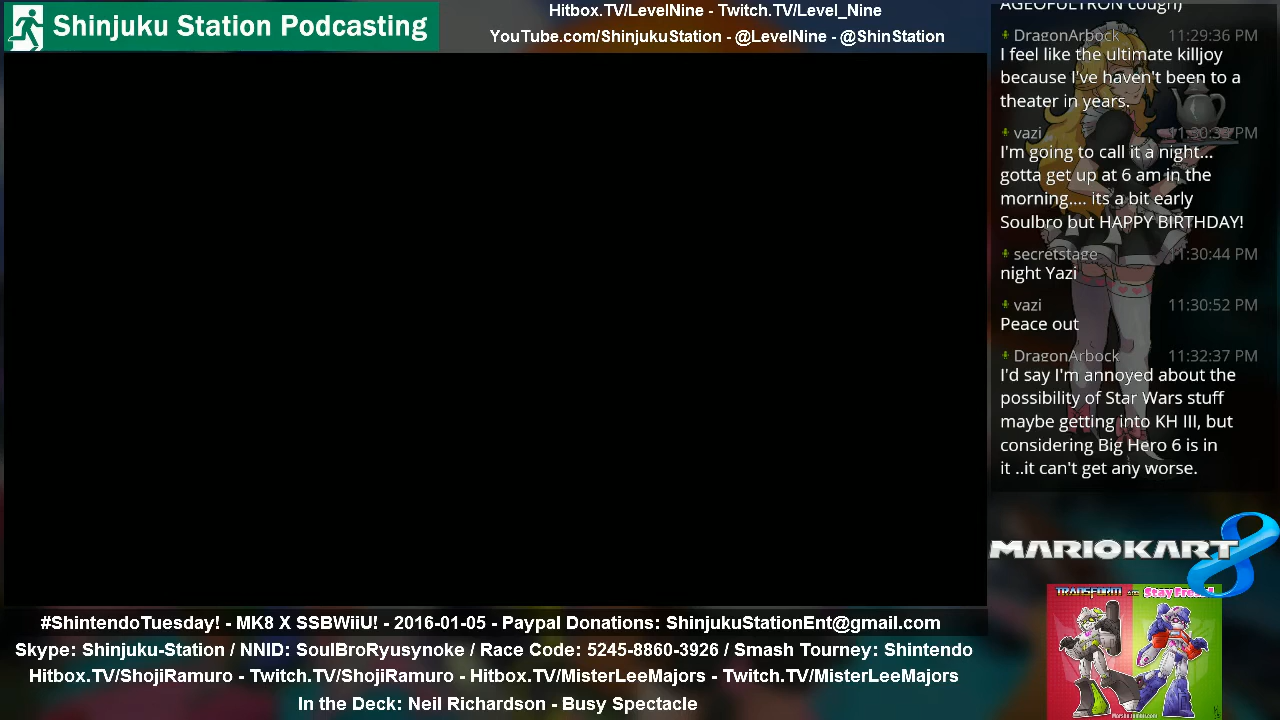 Shinjuku Station Podcasting
Hitbox.TV/LevelNine - Twitch.TV/Level_Nine
YouTube.com/ShinjukuStation - @LevelNine - @ShinStation
AGEOFULTRON cough)
DragonArbock 11:29:36 PM
I feel like the ultimate killjoy
because I've haven't been to a
theater in years.
vazi 11:30:39 PM
I'm going to call it a night...
gotta get up at 6 am in the
morning.... its a bit early
Soulbro but HAPPY BIRTHDAY!
secretstage 11:30:44 PM
night Yazi
vazi 11:30:52 PM
Peace out
DragonArbock 11:32:37 PM
I'd say I'm annoyed about the
possibility of Star Wars stuff
maybe getting into KH III, but
considering Big Hero 6 is in
it ..it can't get any worse.
MARIOKART 8
TRANSFORM and Stay Fresh!
#ShintendoTuesday! - MK8 X SSBWiiU! - 2016-01-05 - Paypal Donations: ShinjukuStationEnt@gmail.com
Skype: Shinjuku-Station / NNID: SoulBroRyusynoke / Race Code: 5245-8860-3926 / Smash Tourney: Shintendo
Hitbox.TV/ShojiRamuro - Twitch.TV/ShojiRamuro - Hitbox.TV/MisterLeeMajors - Twitch.TV/MisterLeeMajors
In the Deck: Neil Richardson - Busy Spectacle